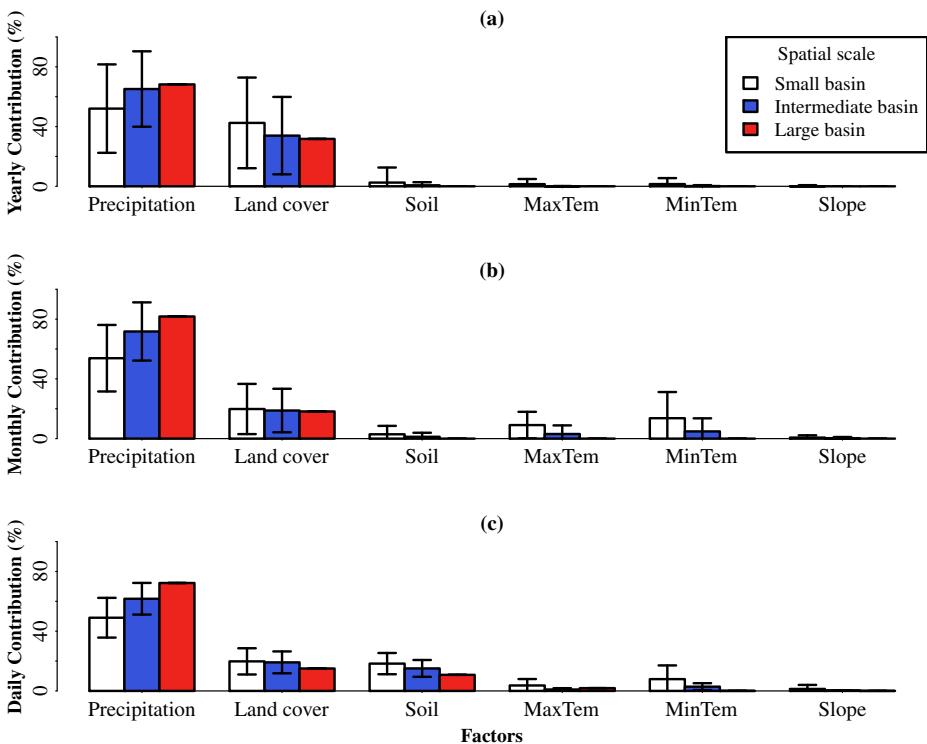 (a)
Yearly Contribution (%)
80
40
0
Spatial scale
Small basin
Intermediate basin
Large basin
Precipitation Land cover Soil MaxTem MinTem Slope
(b)
Monthly Contribution (%)
80
40
0
Precipitation Land cover Soil MaxTem MinTem Slope
(c)
Daily Contribution (%)
80
40
0
Precipitation Land cover Soil MaxTem MinTem Slope
Factors